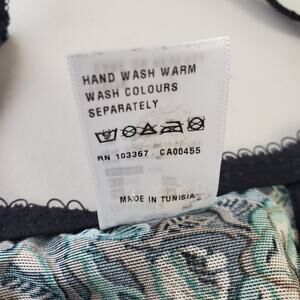 HAND WASH WARM
WASH COLOURS
SEPARATELY
RN 103367 CA00455
MADE IN TUNISIA